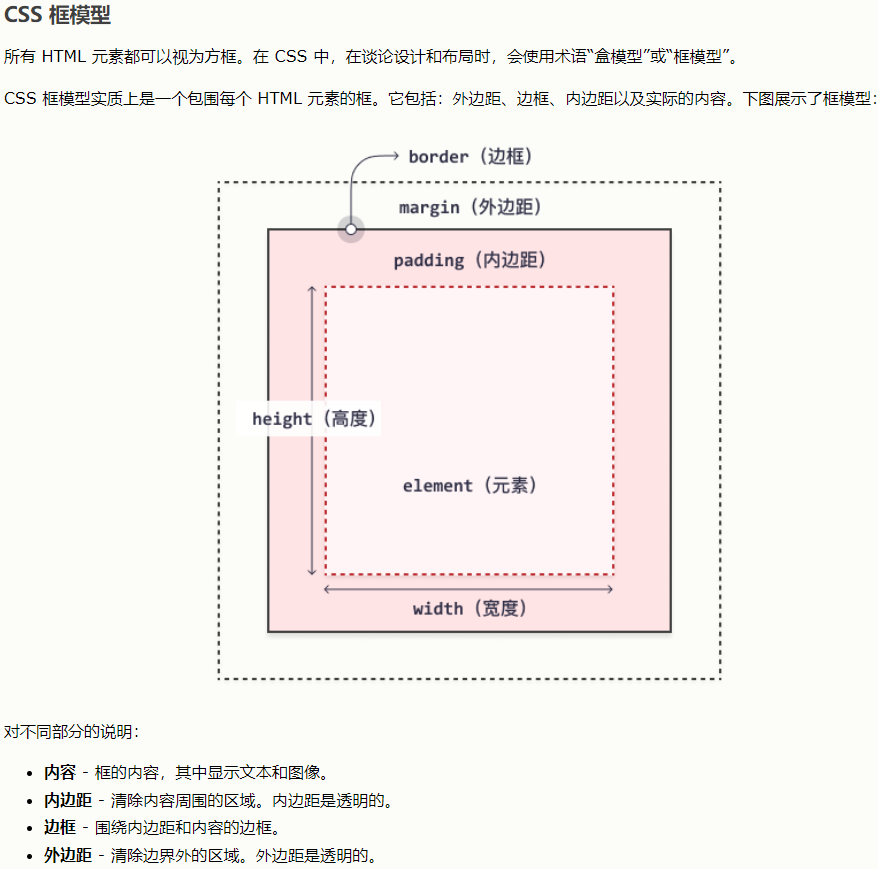 CSS 框模型
所有 HTML 元素都可以视为方框。在 CSS 中，在谈论设计和布局时，会使用术语“盒模型”或“框模型”。
CSS 框模型实质上是一个包围每个 HTML 元素的框。它包括：外边距、边框、内边距以及实际的内容。下图展示了框模型：
border（边框）
margin（外边距）
padding（内边距）
height（高度）
element（元素）
width（宽度）
对不同部分的说明：
• 内容 - 框的内容，其中显示文本和图像。
• 内边距 - 清除内容周围的区域。内边距是透明的。
• 边框 - 围绕内边距和内容的边框。
• 外边距 - 清除边界外的区域。外边距是透明的。